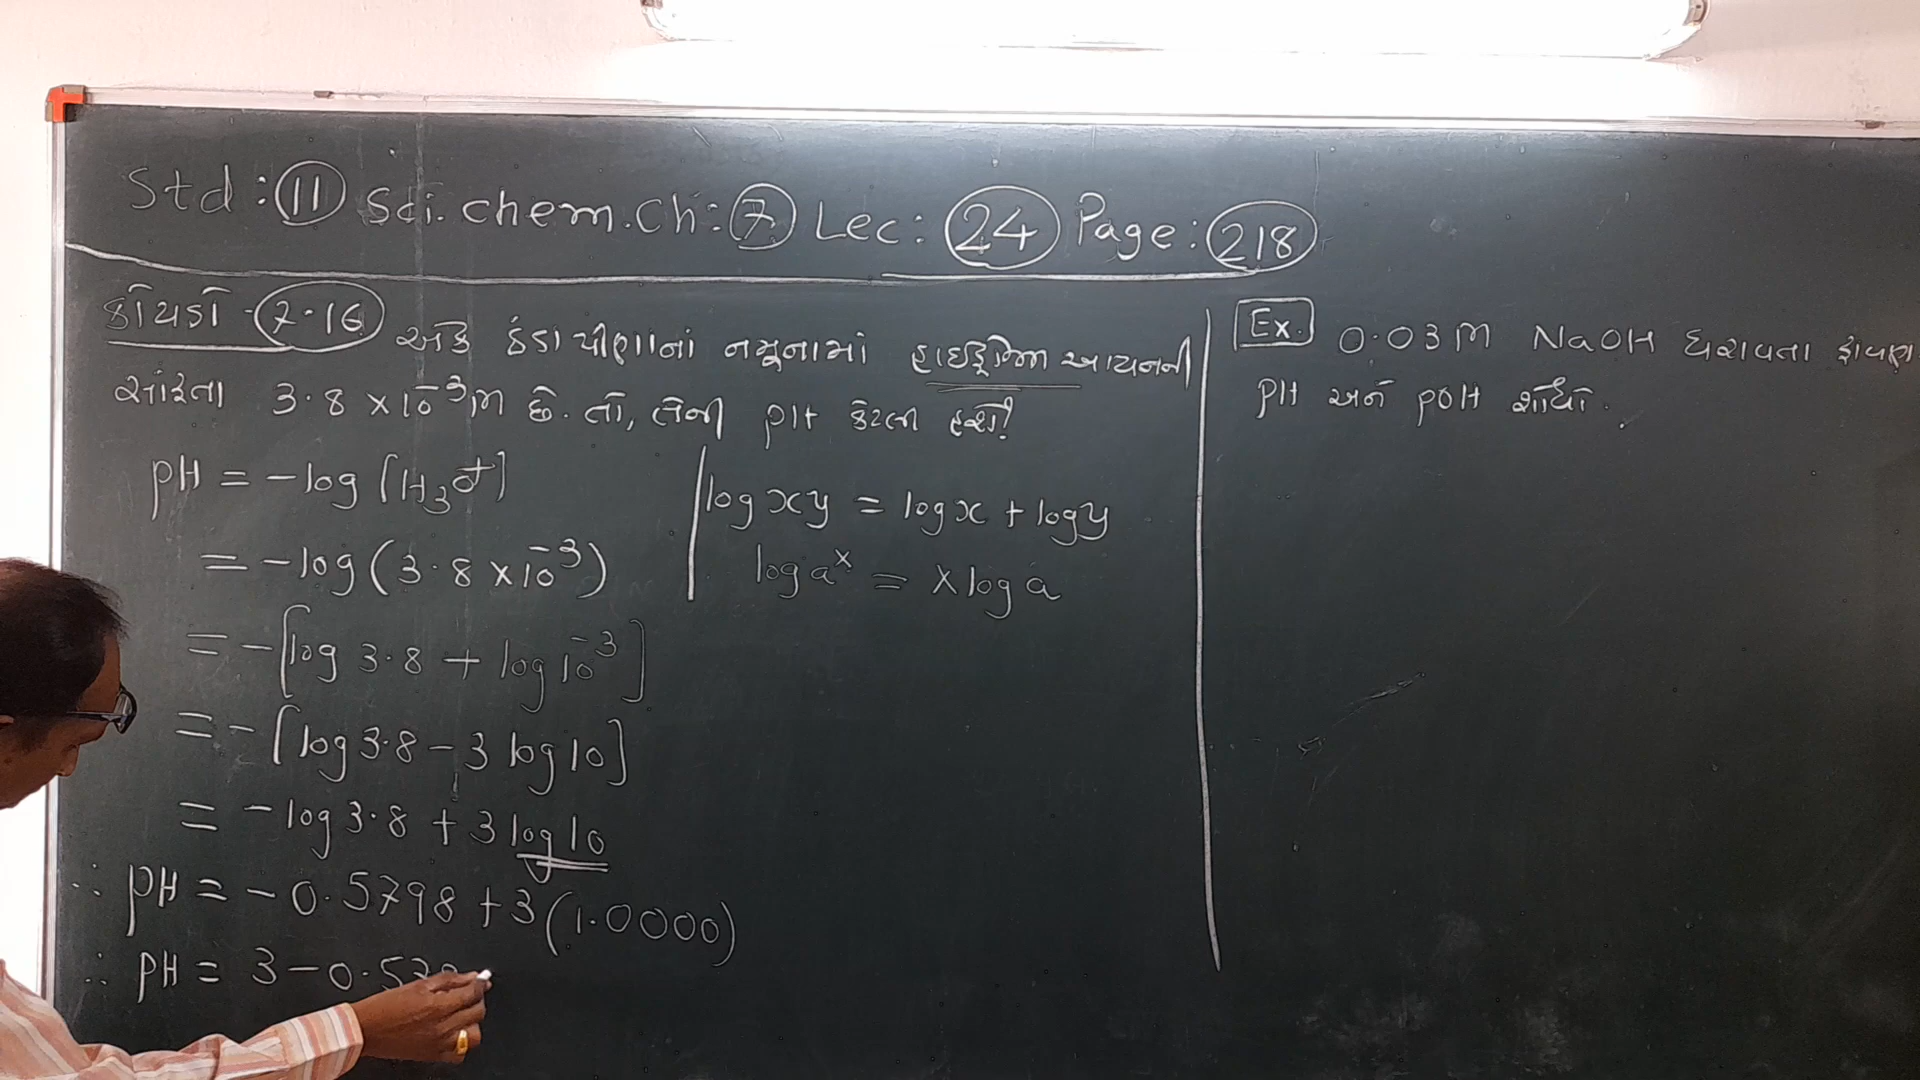 Std : 11 Sci. chem. Ch : 7 Lec : 24 Page : 218
કોયડો - 7.16 એક ઠંડા પીણાનાં નમૂનામાં હાઇડ્રોજન આયનની
સાંદ્રતા 3.8 × 10⁻³ m છે. તો, તેની pH કેટલી હશે?
pH = -log [H₃O⁺]
= -log (3.8 × 10⁻³)
= -[log 3.8 + log 10⁻³]
= -[log 3.8 - 3 log 10]
= -log 3.8 + 3 log 10
∴ pH = -0.5798 + 3 (1.0000)
∴ pH = 3 - 0.579
log xy = log x + log y
log aˣ = x log a
Ex. 0.03 m NaOH ધરાવતા દ્રાવણ
pH અને pOH શોધો.